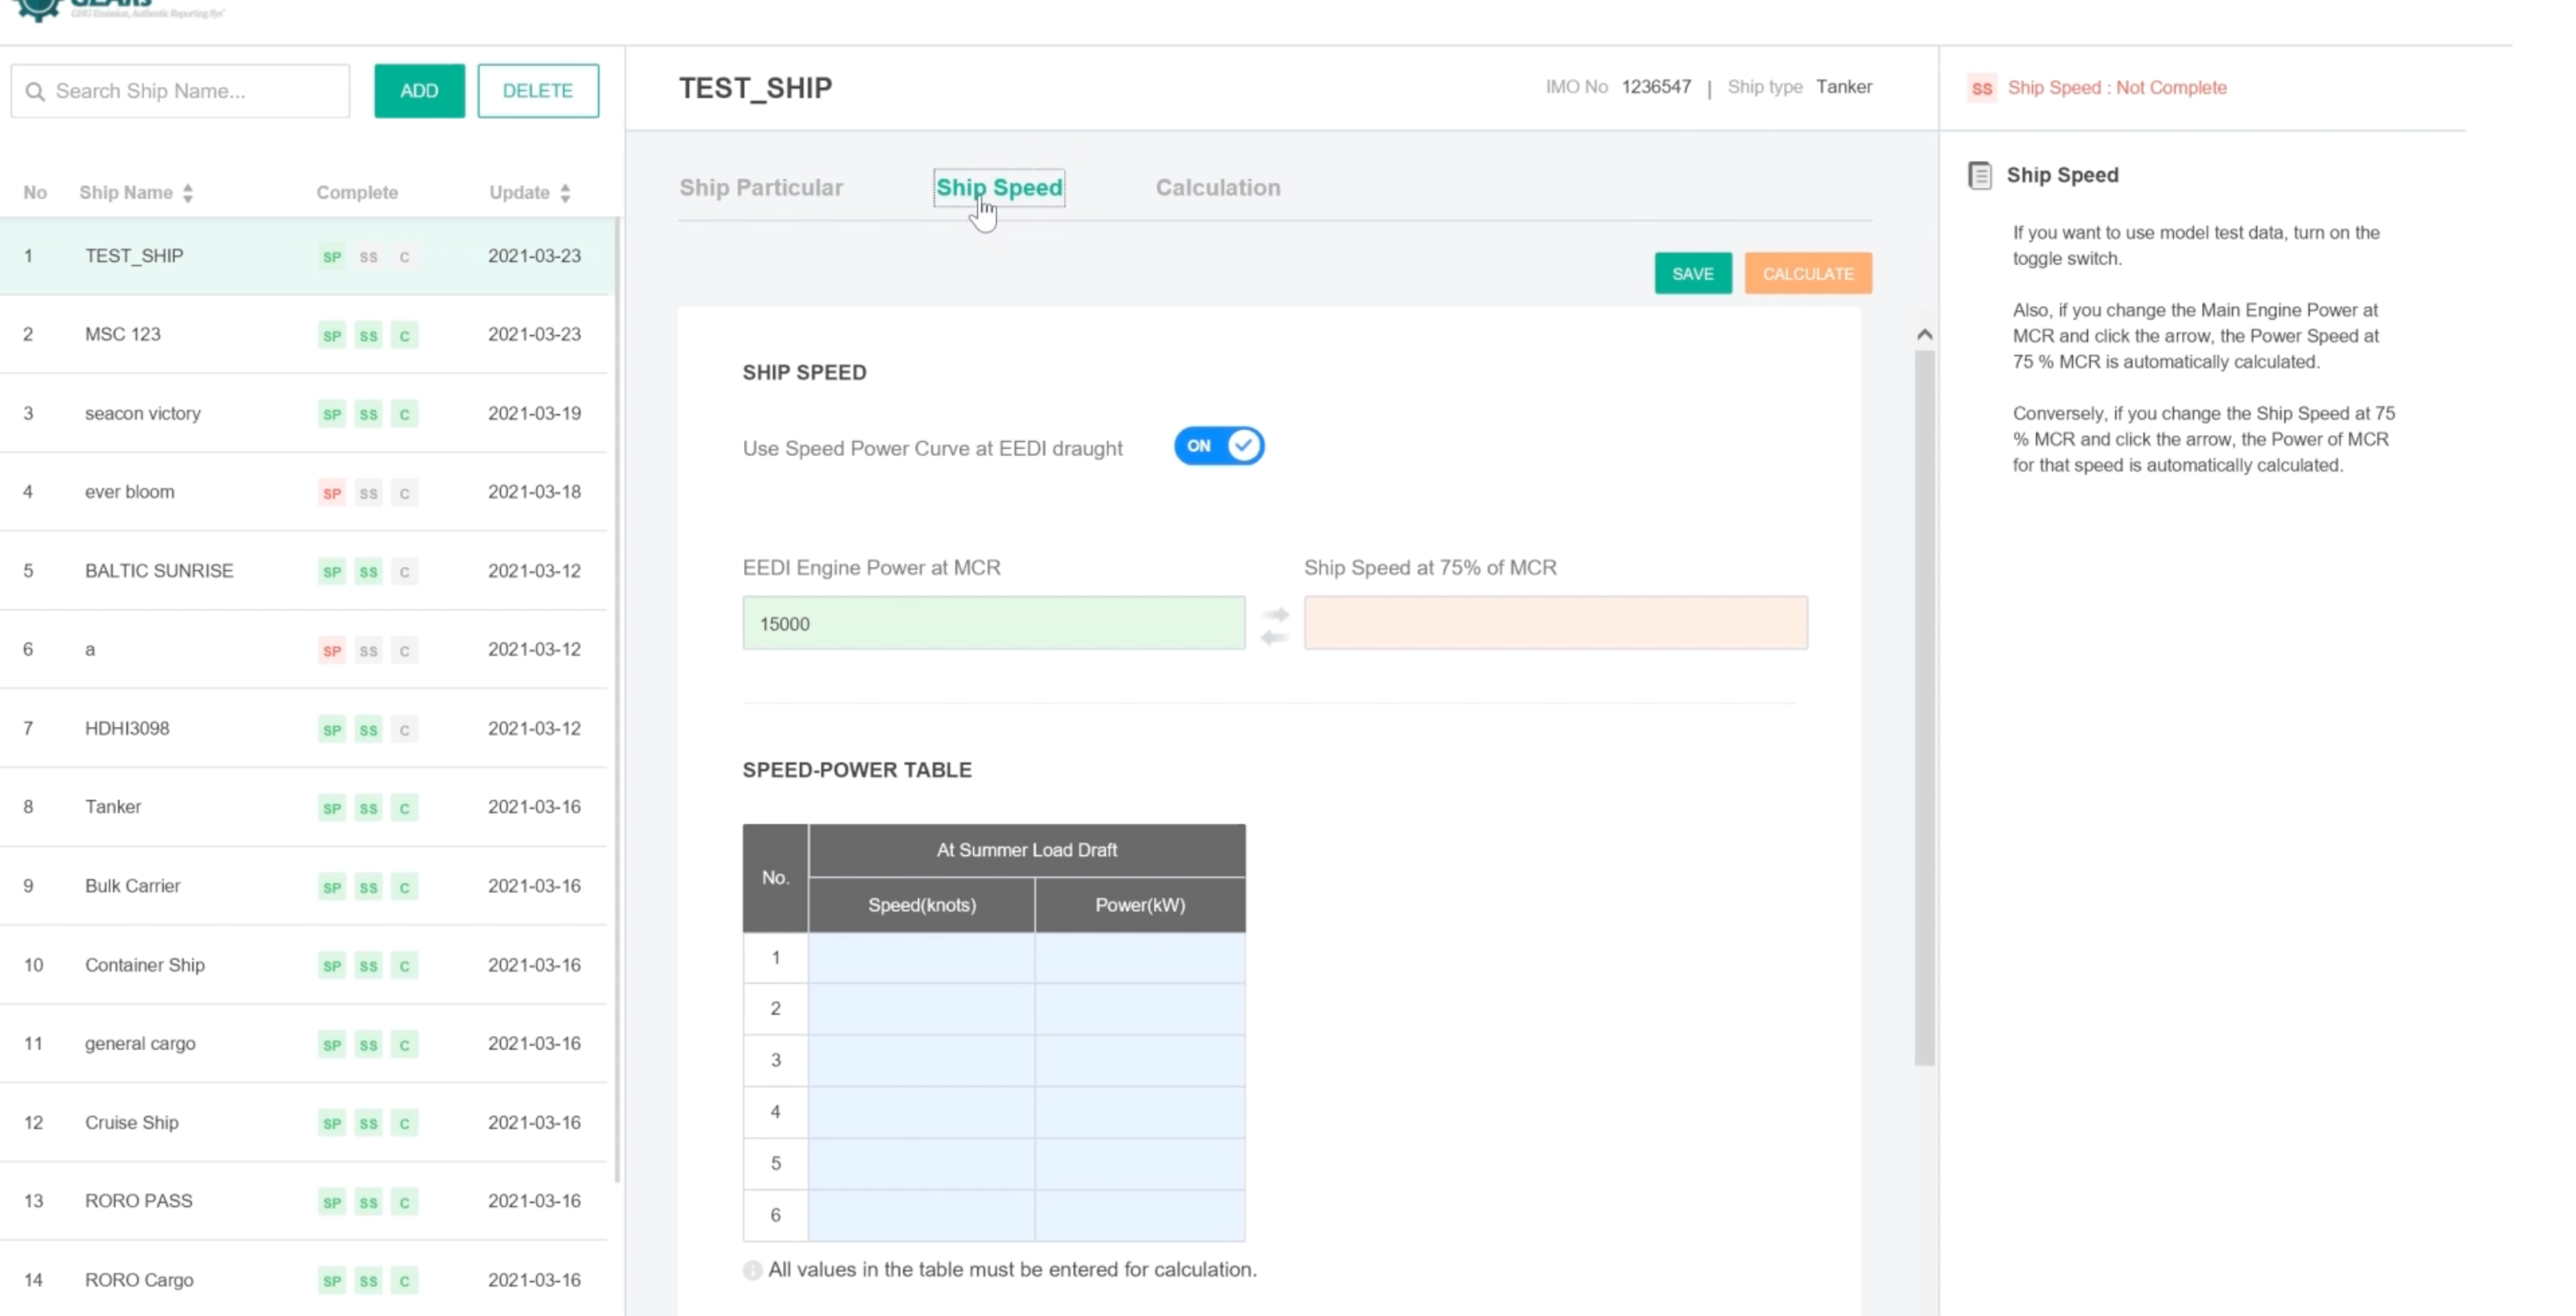 GEARs
GHG Emission, Authentic Reporting Sys'
Search Ship Name...
ADD
DELETE
No Ship Name Complete Update
1 TEST_SHIP SP SS C 2021-03-23
2 MSC 123 SP SS C 2021-03-23
3 seacon victory SP SS C 2021-03-19
4 ever bloom SP SS C 2021-03-18
5 BALTIC SUNRISE SP SS C 2021-03-12
6 a SP SS C 2021-03-12
7 HDHI3098 SP SS C 2021-03-12
8 Tanker SP SS C 2021-03-16
9 Bulk Carrier SP SS C 2021-03-16
10 Container Ship SP SS C 2021-03-16
11 general cargo SP SS C 2021-03-16
12 Cruise Ship SP SS C 2021-03-16
13 RORO PASS SP SS C 2021-03-16
14 RORO Cargo SP SS C 2021-03-16
TEST_SHIP
IMO No 1236547 | Ship type Tanker
Ship Particular Ship Speed Calculation
SAVE CALCULATE
SHIP SPEED
Use Speed Power Curve at EEDI draught ON
EEDI Engine Power at MCR Ship Speed at 75% of MCR
15000
SPEED-POWER TABLE
No. At Summer Load Draft
Speed(knots) Power(kW)
1
2
3
4
5
6
All values in the table must be entered for calculation.
SS Ship Speed : Not Complete
Ship Speed
If you want to use model test data, turn on the
toggle switch.
Also, if you change the Main Engine Power at
MCR and click the arrow, the Power Speed at
75 % MCR is automatically calculated.
Conversely, if you change the Ship Speed at 75
% MCR and click the arrow, the Power of MCR
for that speed is automatically calculated.